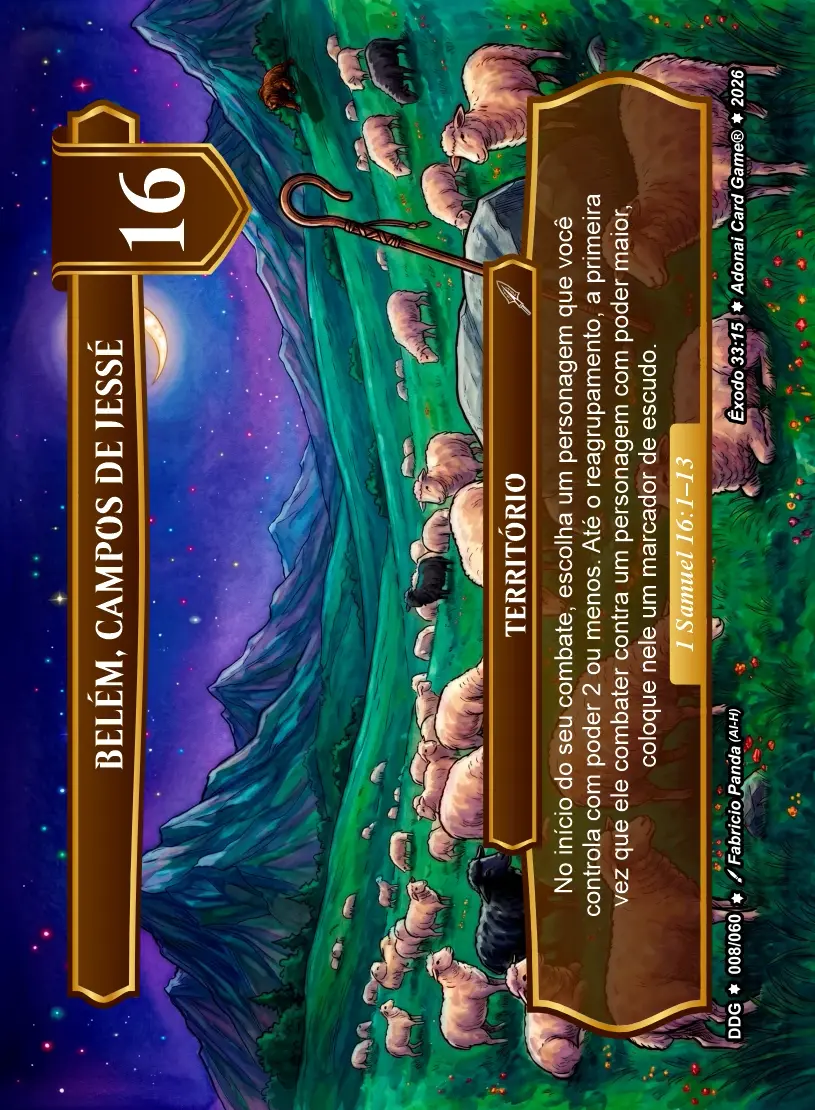 BELÉM, CAMPOS DE JESSÉ
16
TERRITÓRIO
No início do seu combate, escolha um personagem que você
controla com poder 2 ou menos. Até o reagrupamento, a primeira
vez que ele combater contra um personagem com poder maior,
coloque nele um marcador de escudo.
1 Samuel 16:1–13
DDG ★ 008/060 ★ Fabricio Panda (AI-H) Êxodo 33:15 ★ Adonai Card Game® ★ 2026